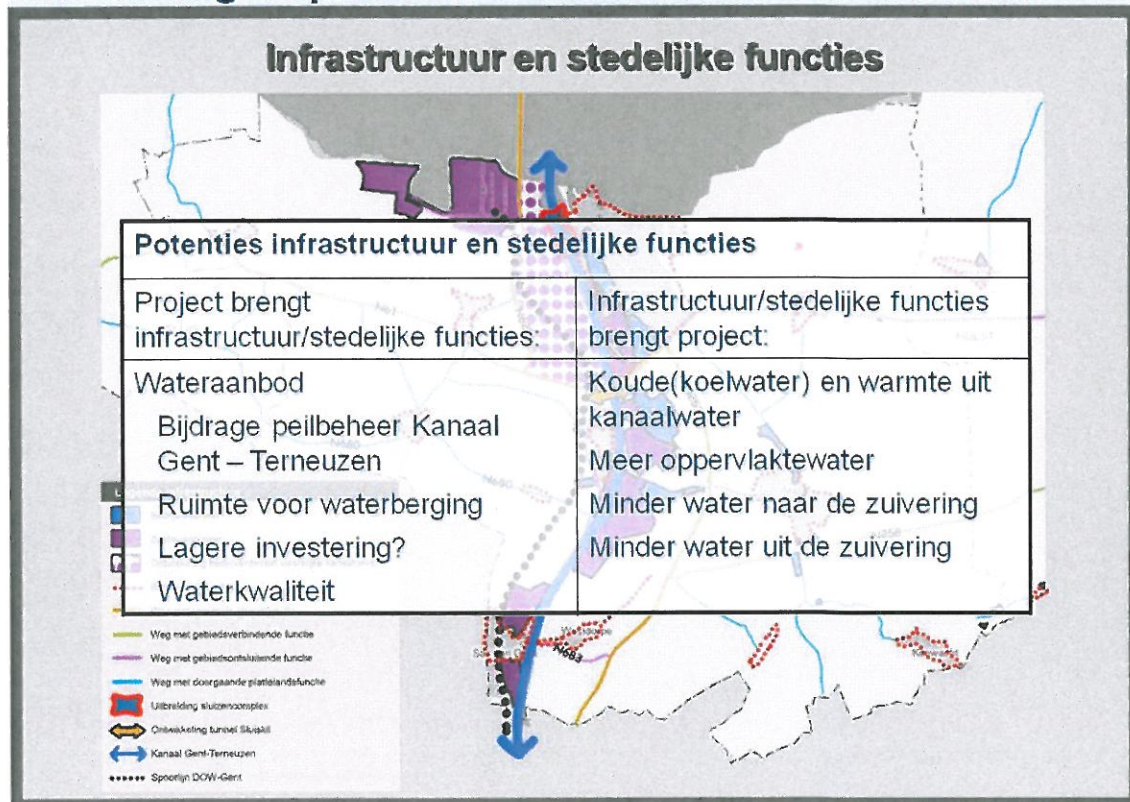 Infrastructuur en stedelijke functies
Potenties infrastructuur en stedelijke functies
Project brengt
infrastructuur/stedelijke functies:
Infrastructuur/stedelijke functies
brengt project:
Wateraanbod
Bijdrage peilbeheer Kanaal
Gent – Terneuzen
Ruimte voor waterberging
Lagere investering?
Waterkwaliteit
Koude(koelwater) en warmte uit
kanaalwater
Meer oppervlaktewater
Minder water naar de zuivering
Minder water uit de zuivering
N61
N683
Weg met gebiedsverbindende functie
Weg met gebiedsontsluitende functie
Weg met doorgaande plattelandsfunctie
Uitbreiding sluizencomplex
Ontwikkeling tunnel Sluiskil
Kanaal Gent-Terneuzen
Spoorlijn DOW-Gent